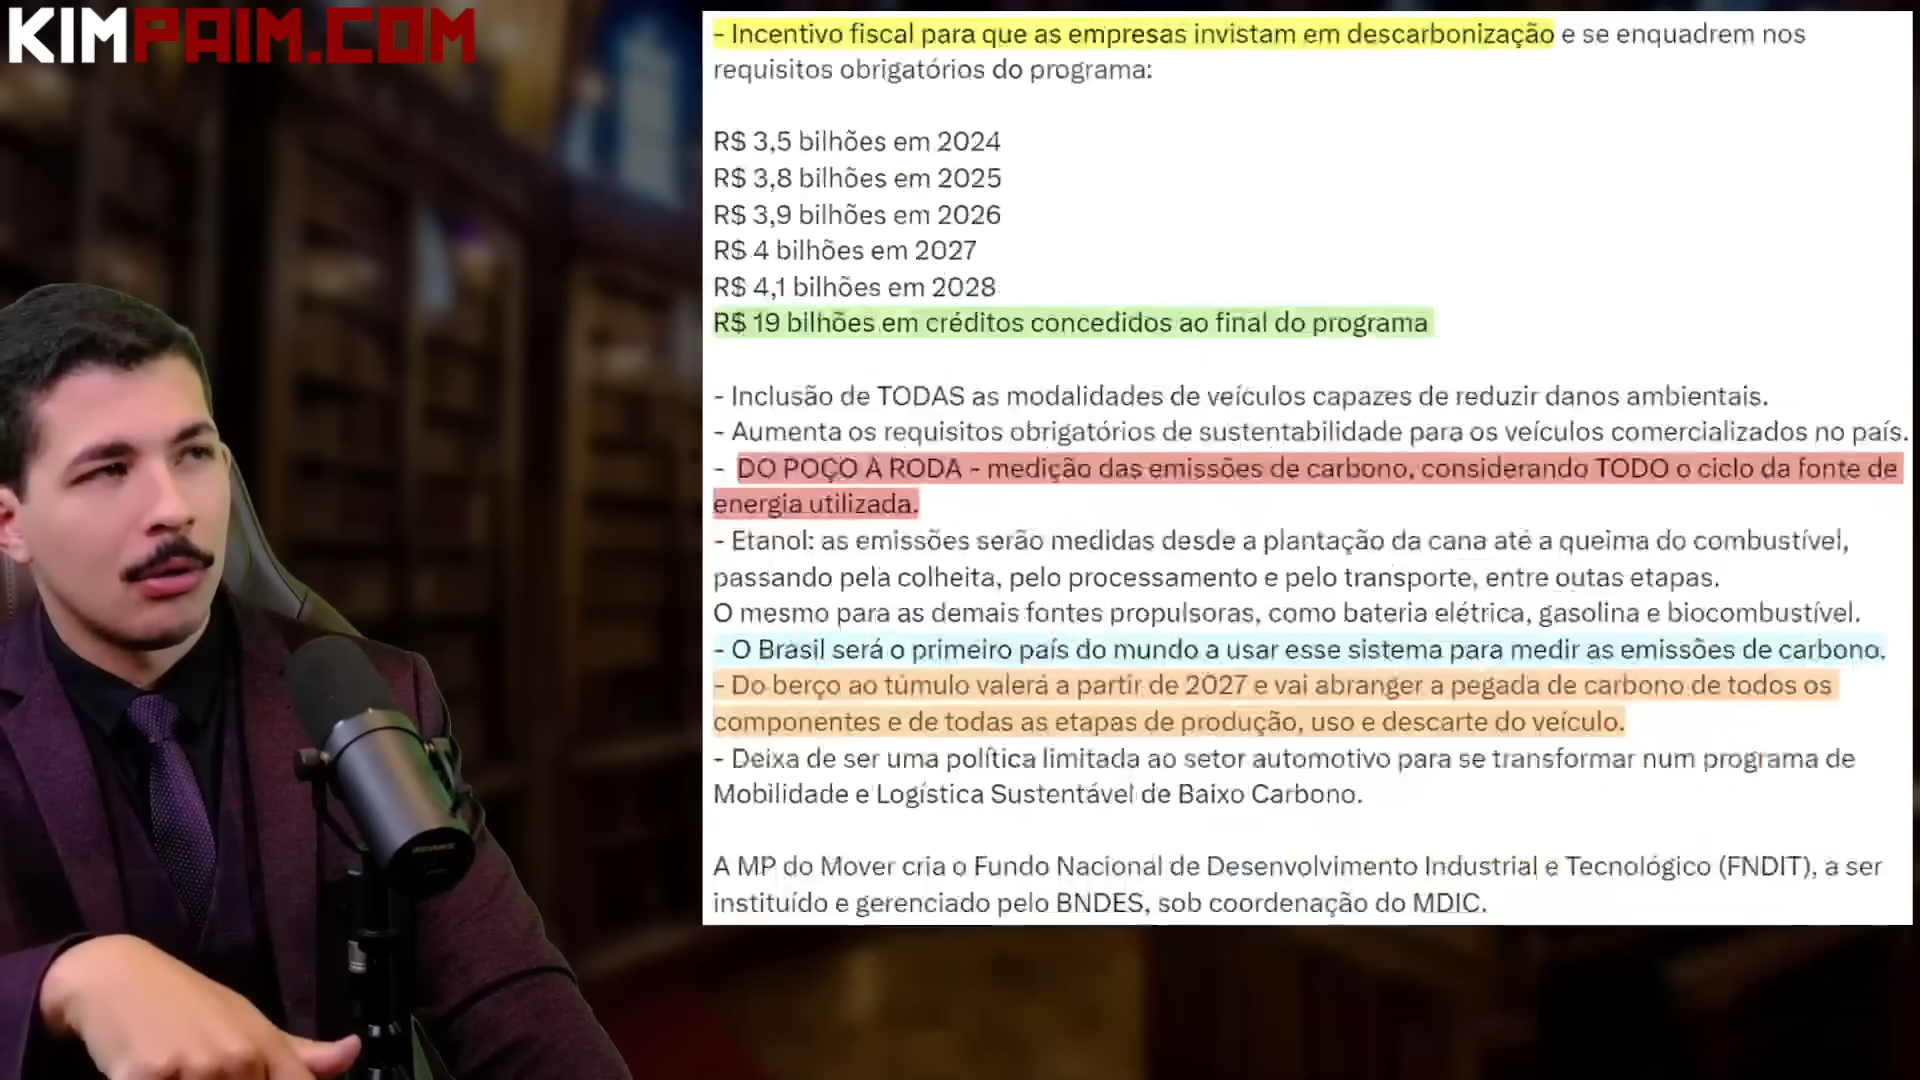 KIMPAIM.COM
- Incentivo fiscal para que as empresas invistam em descarbonização e se enquadrem nos
requisitos obrigatórios do programa:
R$ 3,5 bilhões em 2024
R$ 3,8 bilhões em 2025
R$ 3,9 bilhões em 2026
R$ 4 bilhões em 2027
R$ 4,1 bilhões em 2028
R$ 19 bilhões em créditos concedidos ao final do programa
- Inclusão de TODAS as modalidades de veículos capazes de reduzir danos ambientais.
- Aumenta os requisitos obrigatórios de sustentabilidade para os veículos comercializados no país.
- DO POÇO À RODA - medição das emissões de carbono, considerando TODO o ciclo da fonte de
energia utilizada.
- Etanol: as emissões serão medidas desde a plantação da cana até a queima do combustível,
passando pela colheita, pelo processamento e pelo transporte, entre outras etapas.
O mesmo para as demais fontes propulsoras, como bateria elétrica, gasolina e biocombustível.
- O Brasil será o primeiro país do mundo a usar esse sistema para medir as emissões de carbono.
- Do berço ao túmulo valerá a partir de 2027 e vai abranger a pegada de carbono de todos os
componentes e de todas as etapas de produção, uso e descarte do veículo.
- Deixa de ser uma política limitada ao setor automotivo para se transformar num programa de
Mobilidade e Logística Sustentável de Baixo Carbono.
A MP do Mover cria o Fundo Nacional de Desenvolvimento Industrial e Tecnológico (FNDIT), a ser
instituído e gerenciado pelo BNDES, sob coordenação do MDIC.